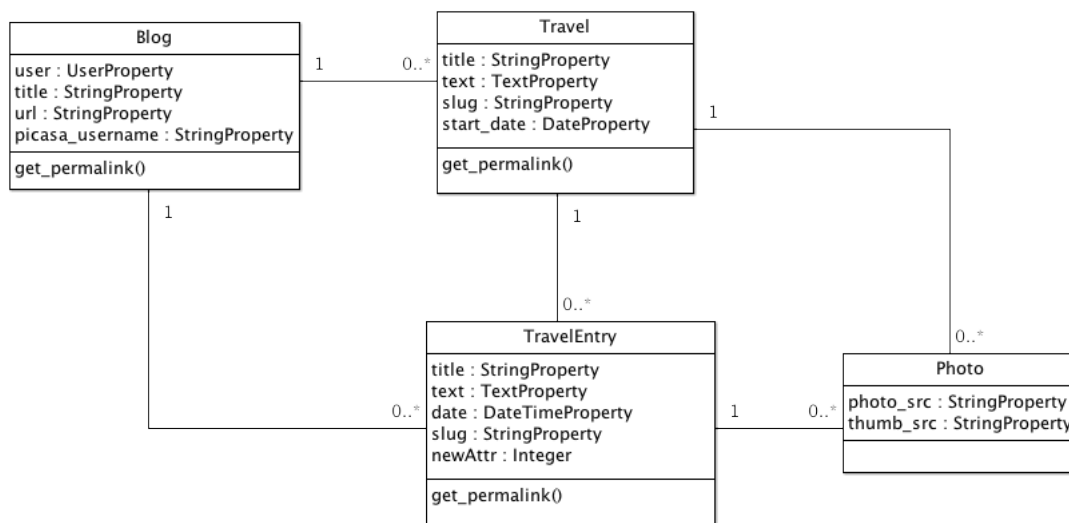 Blog
user : UserProperty
title : StringProperty
url : StringProperty
picasa_username : StringProperty
get_permalink()
1
0..*
Travel
title : StringProperty
text : TextProperty
slug : StringProperty
start_date : DateProperty
get_permalink()
1
1
1
0..*
0..*
TravelEntry
title : StringProperty
text : TextProperty
date : DateTimeProperty
slug : StringProperty
newAttr : Integer
get_permalink()
0..*
1
0..*
Photo
photo_src : StringProperty
thumb_src : StringProperty